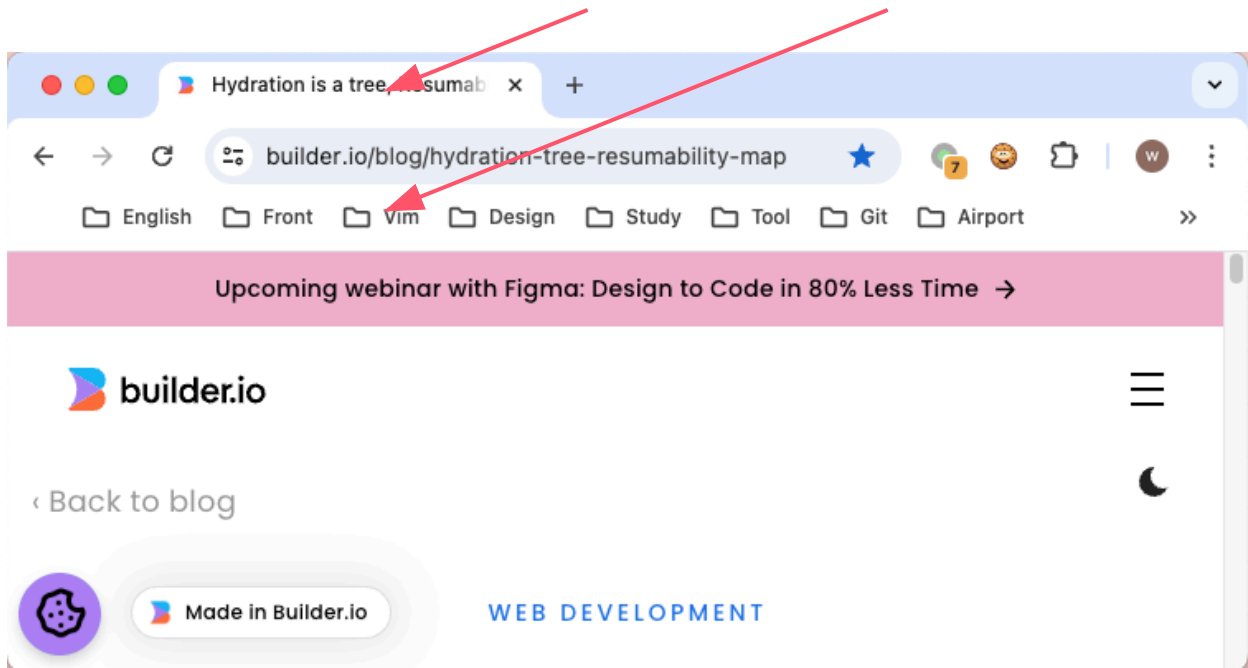 Hydration is a tree, Resumab
builder.io/blog/hydration-tree-resumability-map
7
W
English Front Vim Design Study Tool Git Airport
Upcoming webinar with Figma: Design to Code in 80% Less Time →
builder.io
‹ Back to blog
Made in Builder.io
WEB DEVELOPMENT